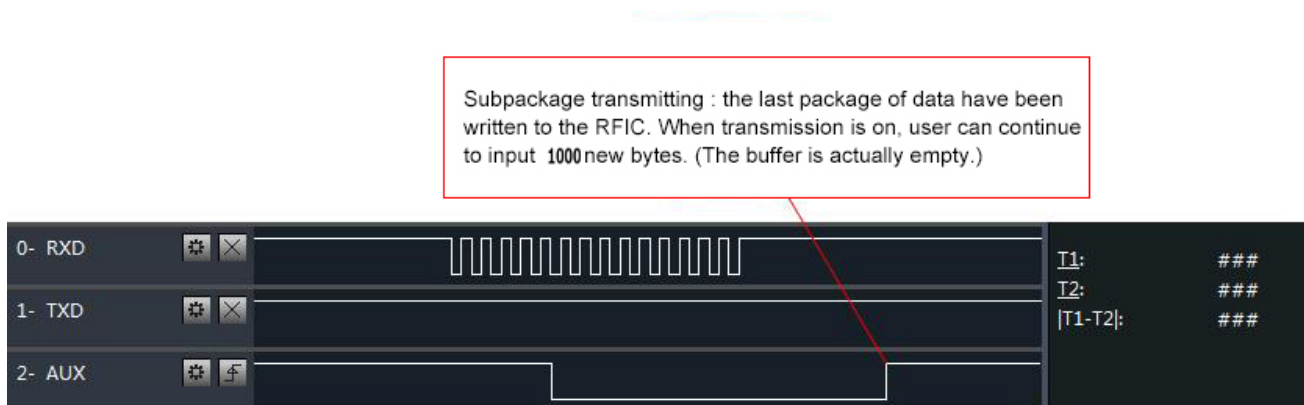 Subpackage transmitting : the last package of data have been
written to the RFIC. When transmission is on, user can continue
to input 1000 new bytes. (The buffer is actually empty.)
0- RXD
T1: ###
1- TXD
T2: ###
|T1-T2|: ###
2- AUX